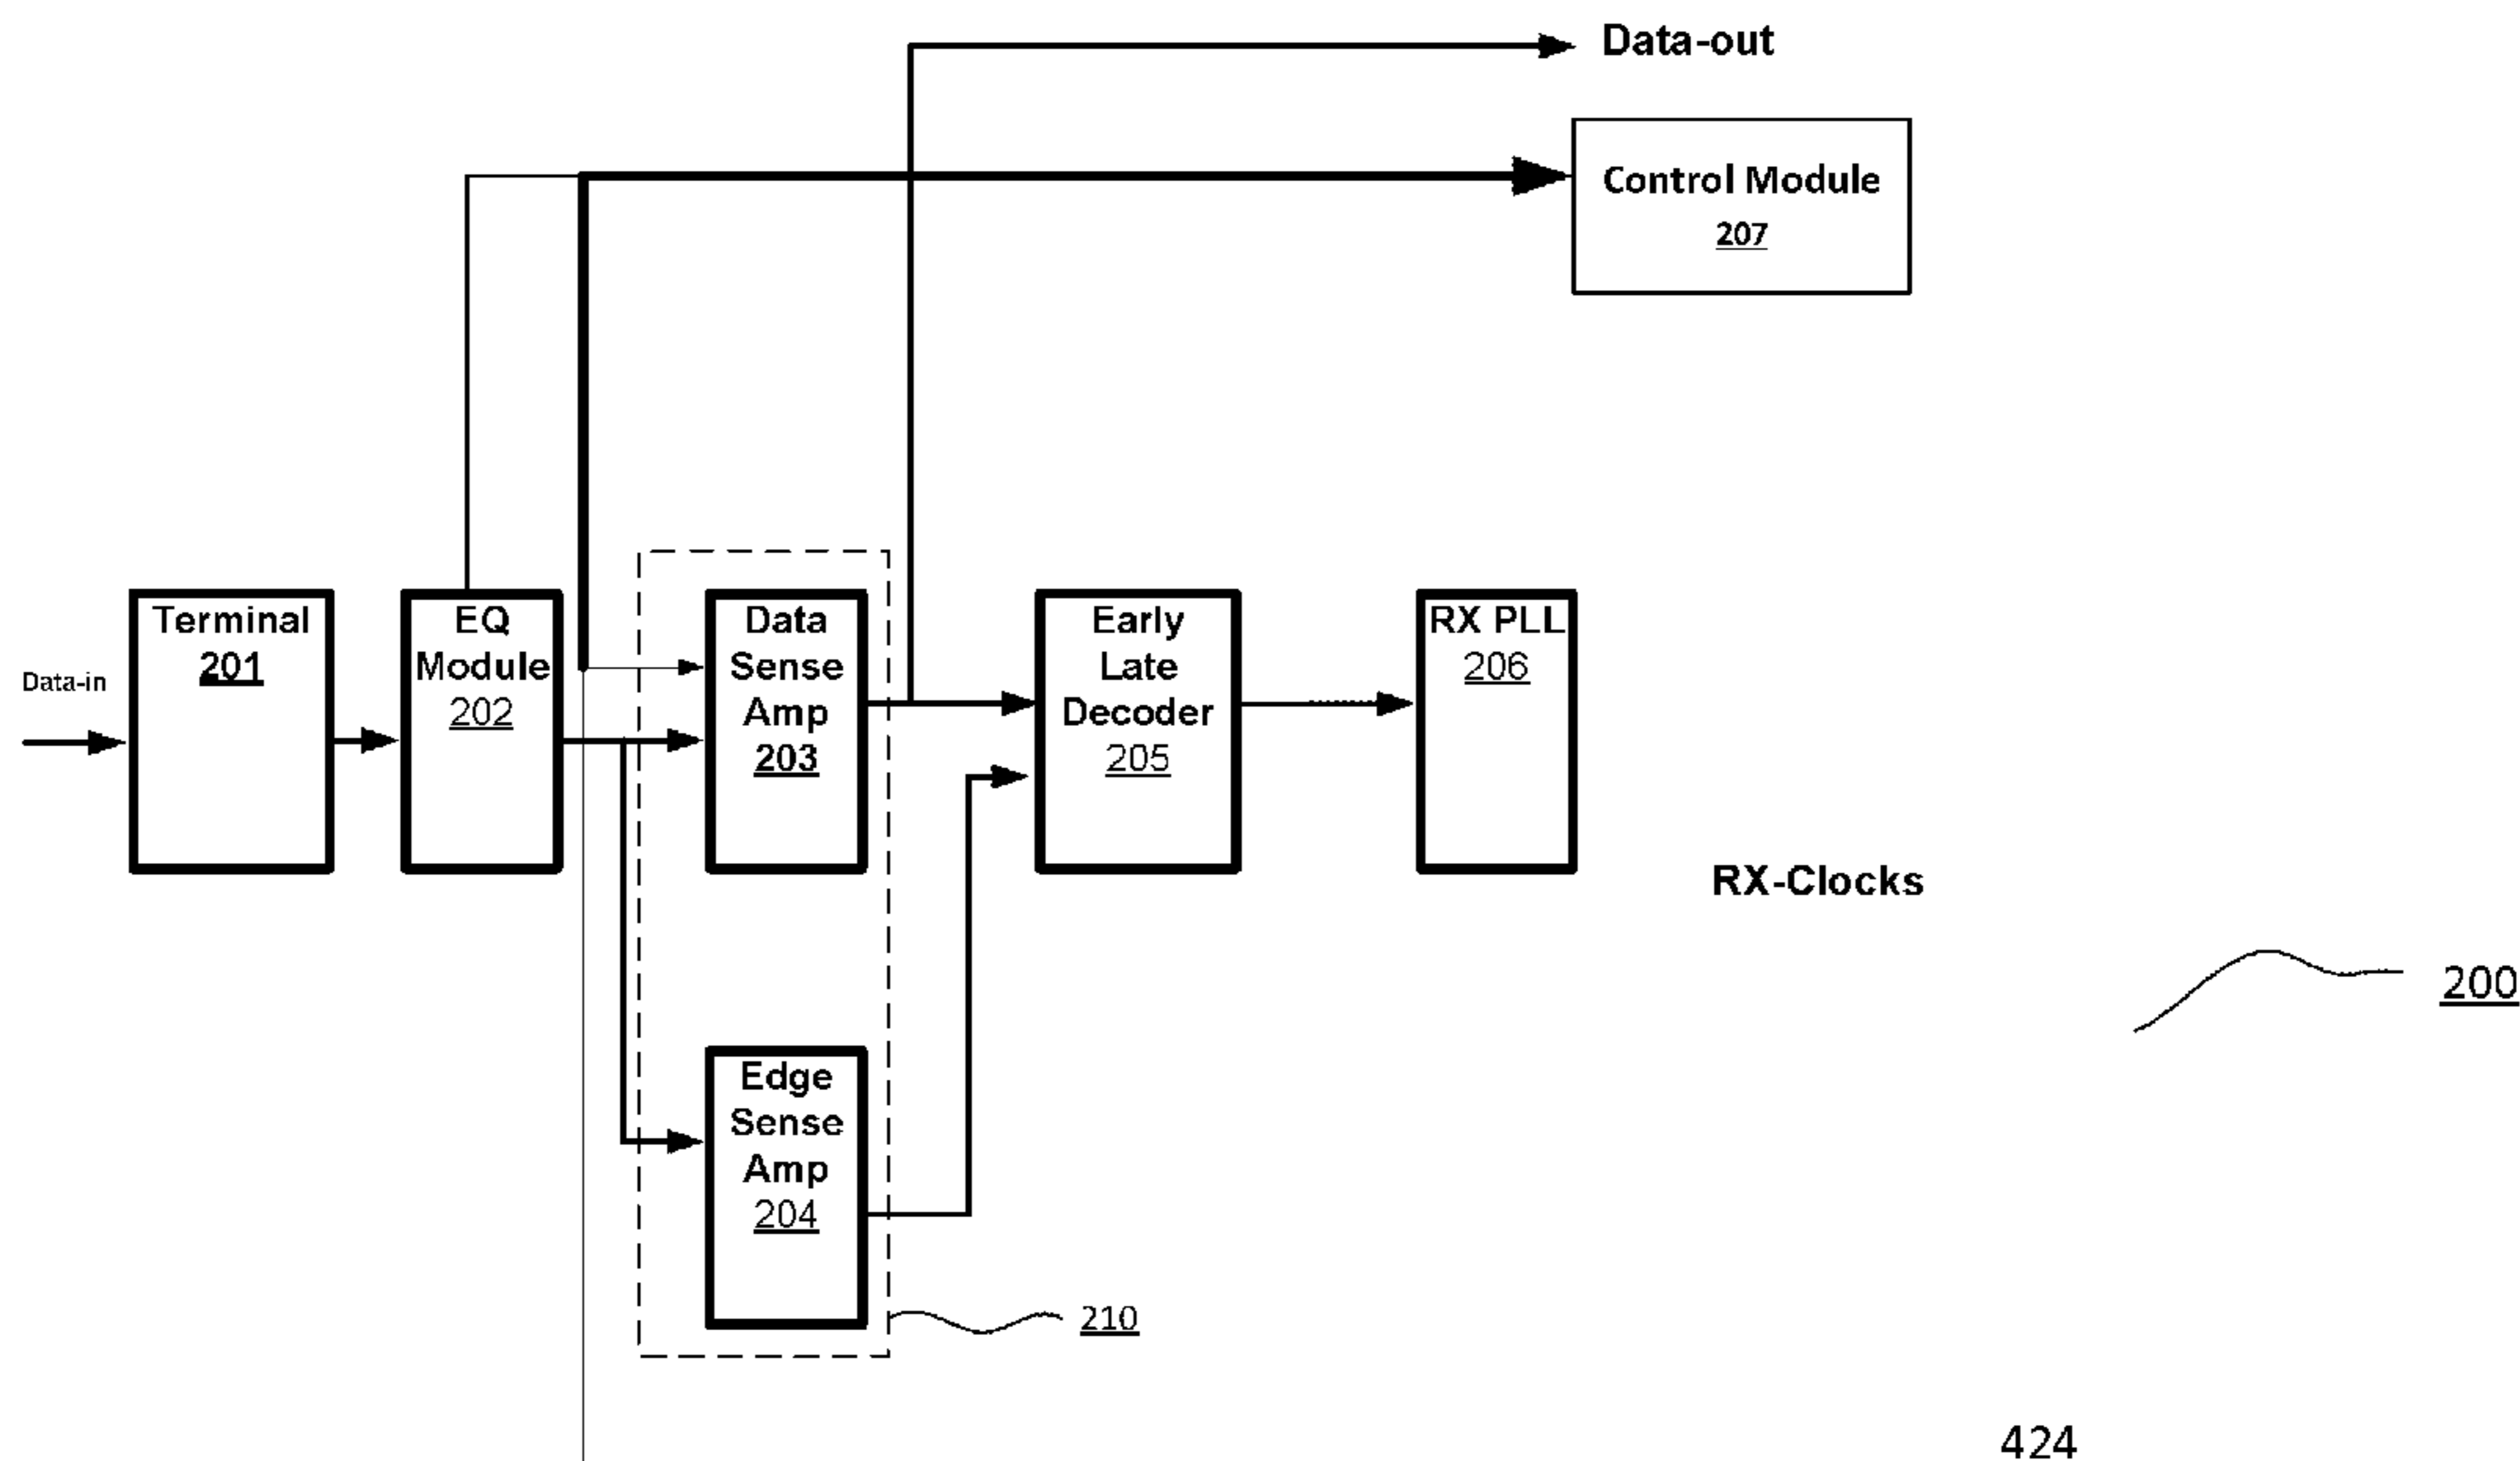 Data-out
Control Module
207
Data-in
Terminal
201
EQ
Module
202
Data
Sense
Amp
203
Early
Late
Decoder
205
RX PLL
206
RX-Clocks
200
Edge
Sense
Amp
204
210
424